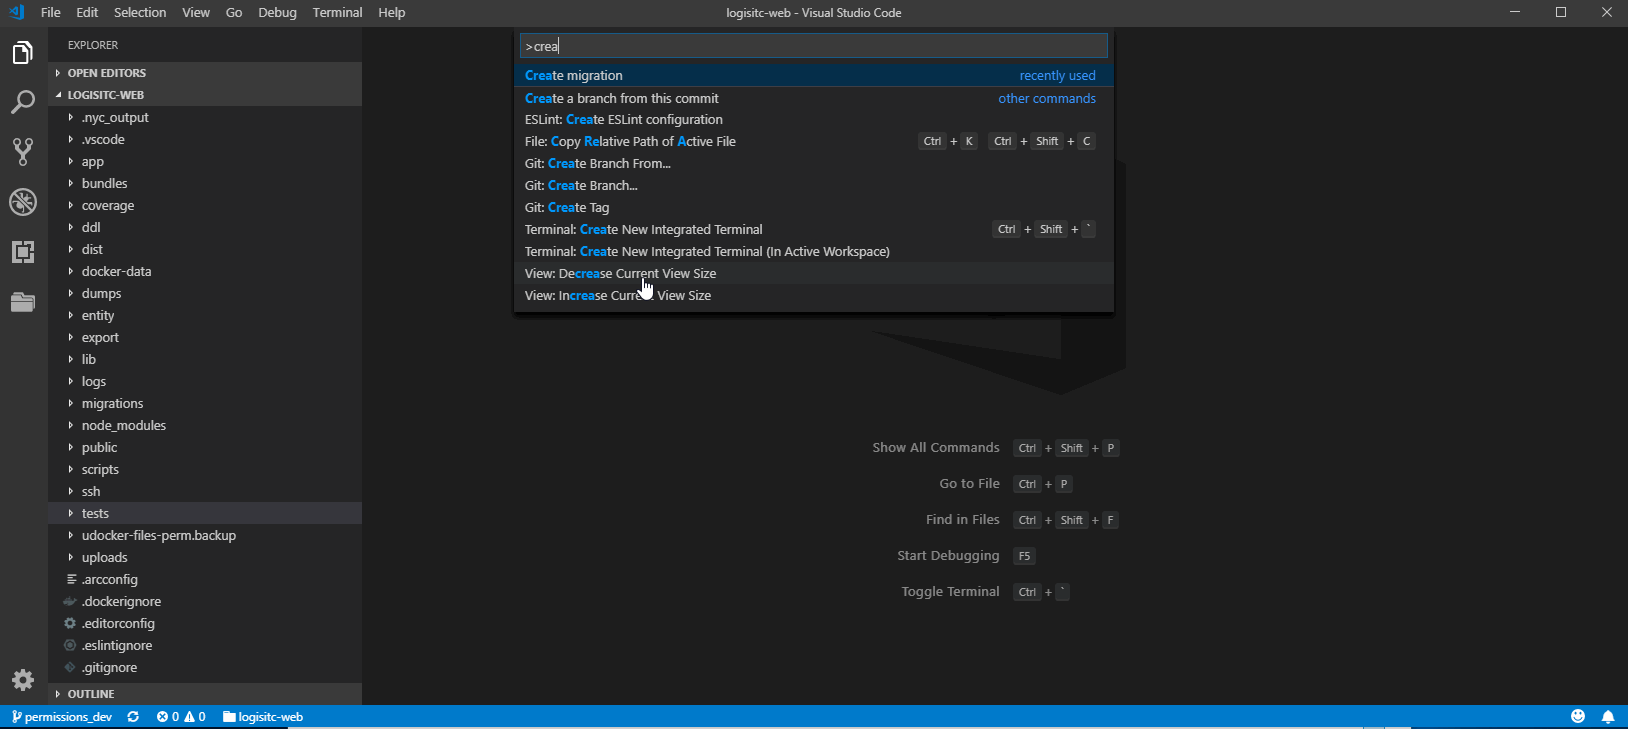 File Edit Selection View Go Debug Terminal Help
logisitc-web - Visual Studio Code
EXPLORER
OPEN EDITORS
LOGISITC-WEB
.nyc_output
.vscode
app
bundles
coverage
ddl
dist
docker-data
dumps
entity
export
lib
logs
migrations
node_modules
public
scripts
ssh
tests
udocker-files-perm.backup
uploads
.arcconfig
.dockerignore
.editorconfig
.eslintignore
.gitignore
OUTLINE
>crea
Create migration recently used
Create a branch from this commit other commands
ESLint: Create ESLint configuration
File: Copy Relative Path of Active File Ctrl + K Ctrl + Shift + C
Git: Create Branch From...
Git: Create Branch...
Git: Create Tag
Terminal: Create New Integrated Terminal Ctrl + Shift + `
Terminal: Create New Integrated Terminal (In Active Workspace)
View: Decrease Current View Size
View: Increase Current View Size
Show All Commands Ctrl + Shift + P
Go to File Ctrl + P
Find in Files Ctrl + Shift + F
Start Debugging F5
Toggle Terminal Ctrl + `
permissions_dev 0 0 logisitc-web